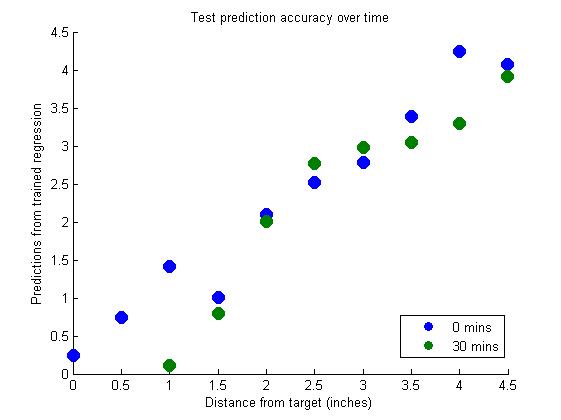 Test prediction accuracy over time
Predictions from trained regression
4.5
4
3.5
3
2.5
2
1.5
1
0.5
0
0 mins
30 mins
0 0.5 1 1.5 2 2.5 3 3.5 4 4.5
Distance from target (inches)